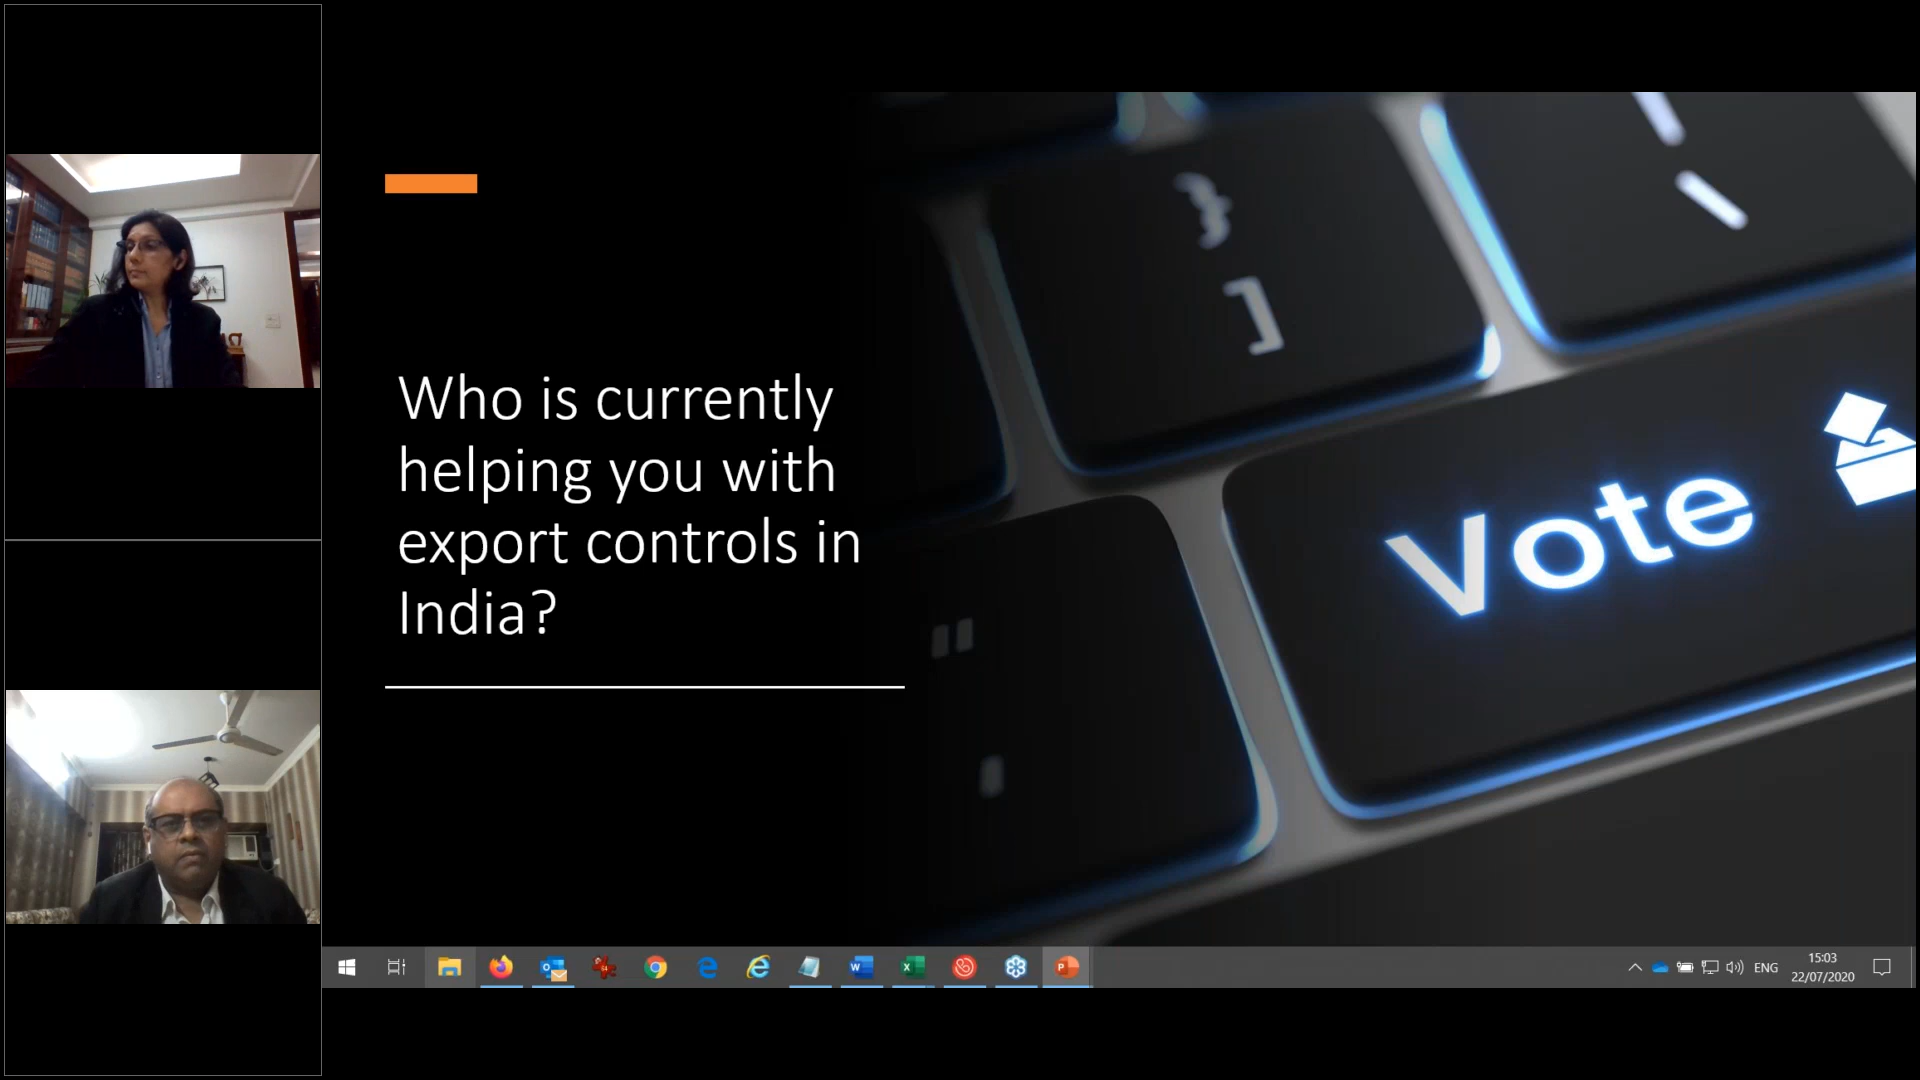 Who is currently
helping you with
export controls in
India?
}
]
"
'
Vote
ENG
15:03
22/07/2020